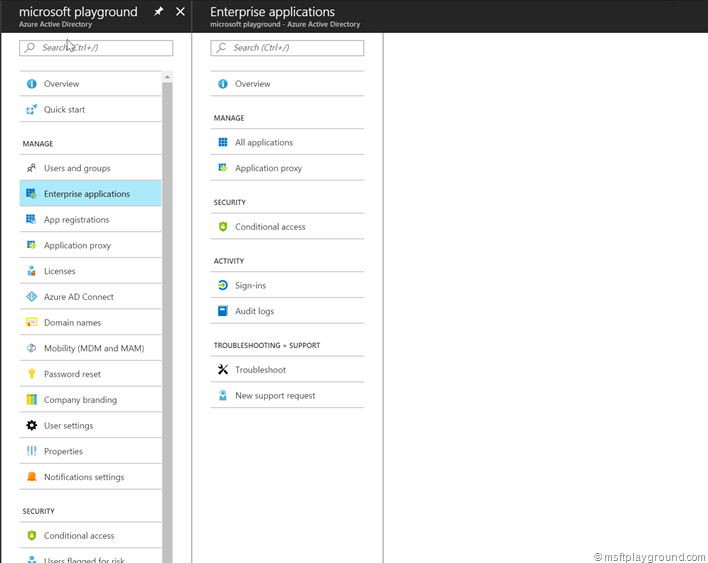 microsoft playground
Azure Active Directory
Search (Ctrl+/)
Overview
Quick start
MANAGE
Users and groups
Enterprise applications
App registrations
Application proxy
Licenses
Azure AD Connect
Domain names
Mobility (MDM and MAM)
Password reset
Company branding
User settings
Properties
Notifications settings
SECURITY
Conditional access
Users flagged for risk
Enterprise applications
microsoft playground - Azure Active Directory
Search (Ctrl+/)
Overview
MANAGE
All applications
Application proxy
SECURITY
Conditional access
ACTIVITY
Sign-ins
Audit logs
TROUBLESHOOTING + SUPPORT
Troubleshoot
New support request
© msftplayground.com